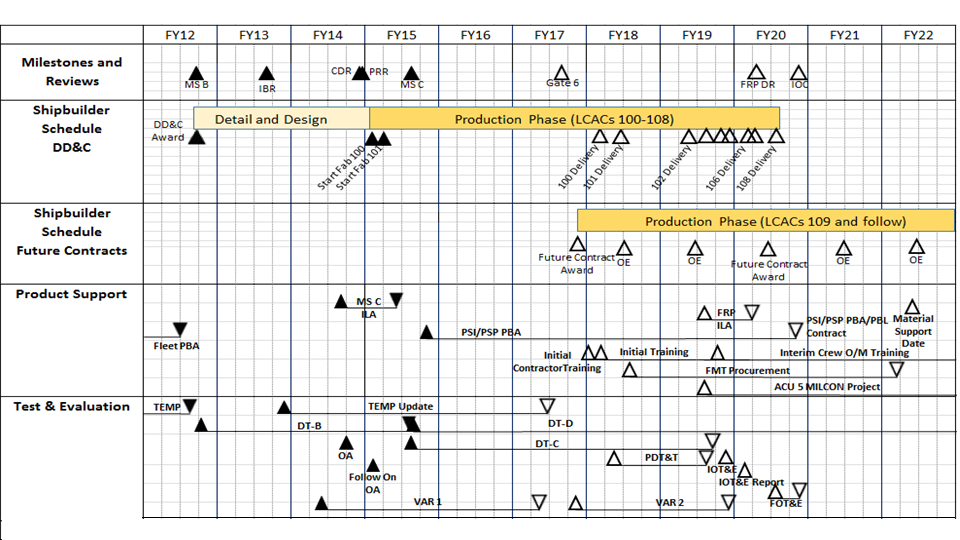 FY12 FY13 FY14 FY15 FY16 FY17 FY18 FY19 FY20 FY21 FY22
Milestones and
Reviews
MS B
IBR
CDR
PRR
MS C
Gate 6
FRP DR
IOC
Shipbuilder
Schedule
DD&C
DD&C
Award
Detail and Design
Production Phase (LCACs 100-108)
Start Fab 100
Start Fab 101
100 Delivery
101 Delivery
102 Delivery
106 Delivery
108 Delivery
Shipbuilder
Schedule
Future Contracts
Production Phase (LCACs 109 and follow)
Future Contract
Award
OE
OE
Future Contract
Award
OE
OE
Product Support
Fleet PBA
MS C
ILA
PSI/PSP PBA
FRP
ILA
PSI/PSP PBA/PBL
Contract
Material
Support
Date
Initial
ContractorTraining
Initial Training
Interim Crew O/M Training
FMT Procurement
ACU 5 MILCON Project
Test & Evaluation
TEMP
TEMP Update
DT-B
DT-D
DT-C
OA
Follow On
OA
PDT&T
IOT&E
IOT&E Report
FOT&E
VAR 1
VAR 2